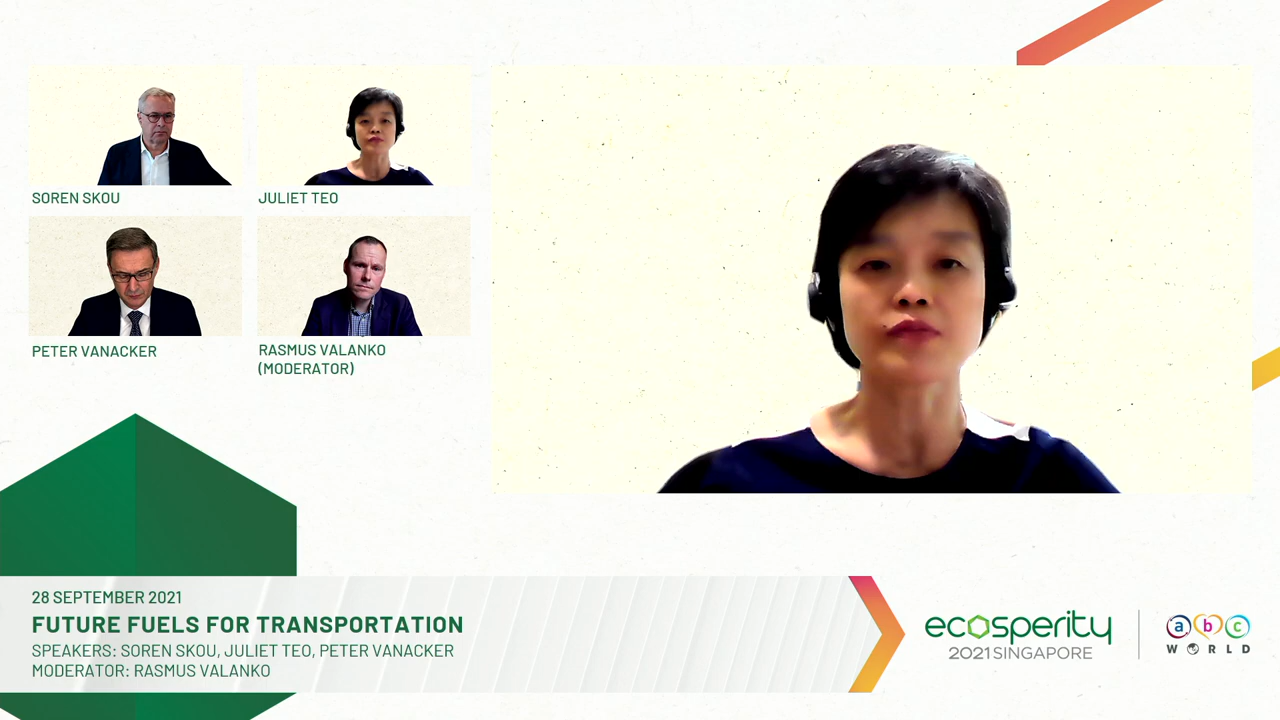 SOREN SKOU
JULIET TEO
PETER VANACKER
RASMUS VALANKO
(MODERATOR)
28 SEPTEMBER 2021
FUTURE FUELS FOR TRANSPORTATION
SPEAKERS: SOREN SKOU, JULIET TEO, PETER VANACKER
MODERATOR: RASMUS VALANKO
ecosperity
2021 SINGAPORE
a b c
WORLD